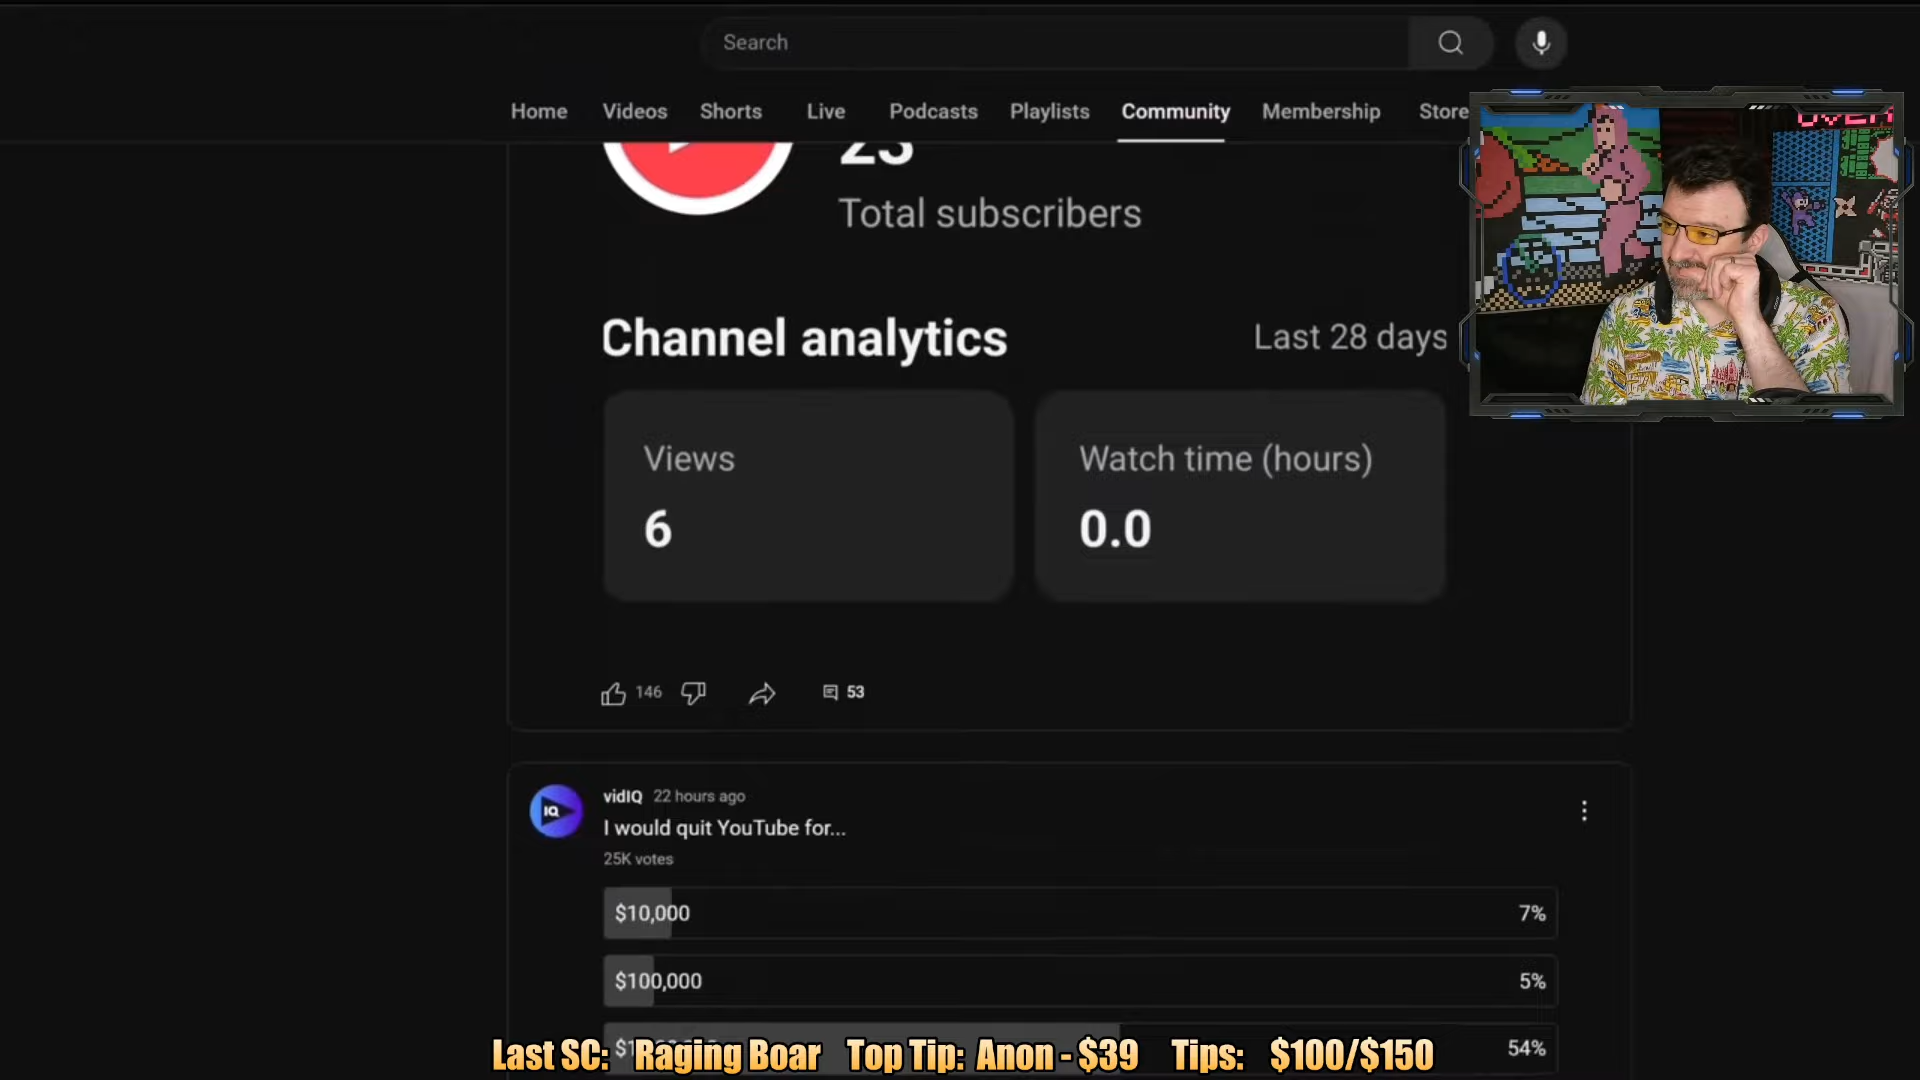 Search
Home Videos Shorts Live Podcasts Playlists Community Membership Store
Total subscribers
Channel analytics Last 28 days
Views
6
Watch time (hours)
0.0
146 53
IQ
vidIQ 22 hours ago
I would quit YouTube for...
25K votes
$10,000 7%
$100,000 5%
54%
Last SC: Raging Boar Top Tip: Anon - $39 Tips: $100/$150